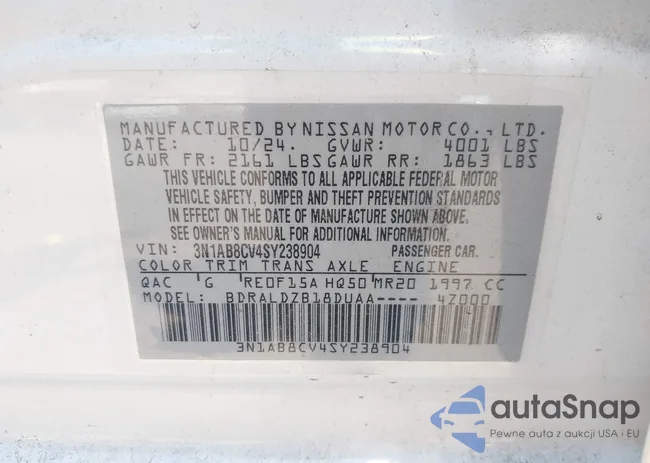 MANUFACTURED BY NISSAN MOTOR CO., LTD.
DATE: 10/24. GVWR: 4001 LBS
GAWR FR: 2161 LBS GAWR RR: 1863 LBS
THIS VEHICLE CONFORMS TO ALL APPLICABLE FEDERAL MOTOR
VEHICLE SAFETY, BUMPER AND THEFT PREVENTION STANDARDS
IN EFFECT ON THE DATE OF MANUFACTURE SHOWN ABOVE.
SEE OWNER'S MANUAL FOR ADDITIONAL INFORMATION.
VIN: 3N1AB8CV4SY238904 PASSENGER CAR.
COLOR TRIM TRANS AXLE ENGINE
QAC G RE0F15A HQ50 MR20 1997 CC
MODEL: BDRALDZB18DUAA---- 47000
3N1AB8CV4SY238904
autaSnap
Pewne auta z aukcji USA i EU